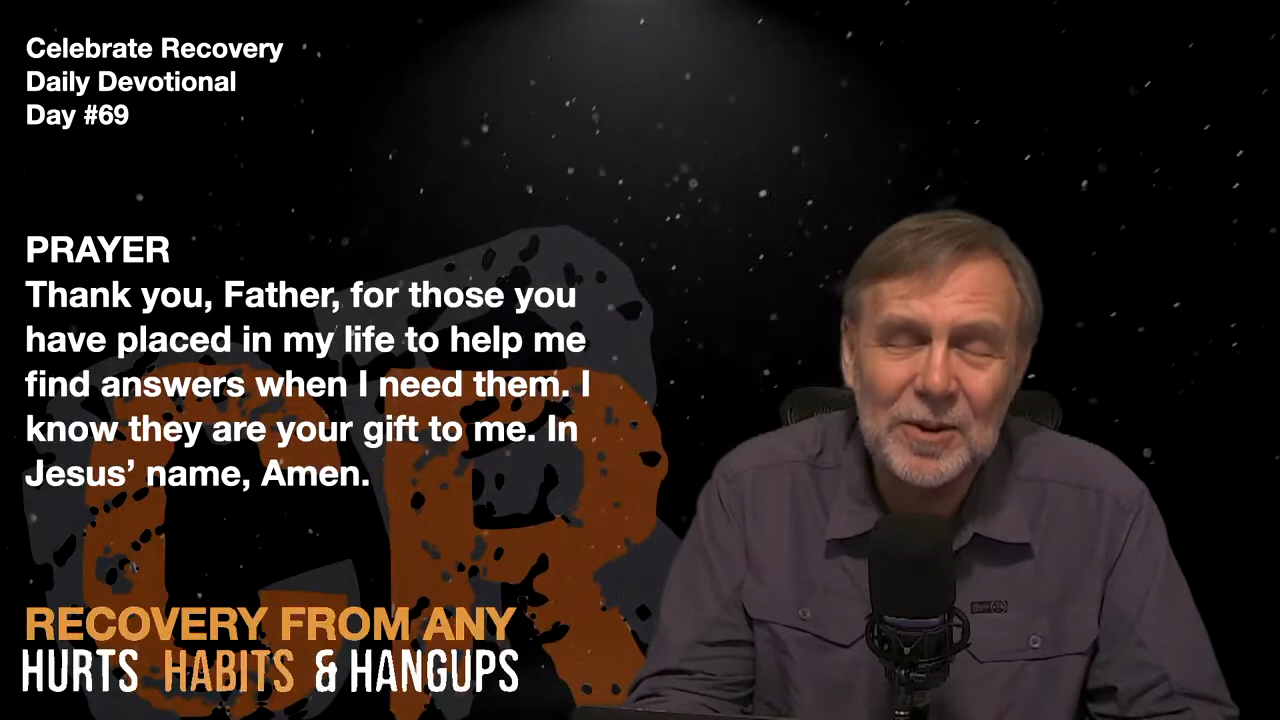 Celebrate Recovery
Daily Devotional
Day #69
PRAYER
Thank you, Father, for those you
have placed in my life to help me
find answers when I need them. I
know they are your gift to me. In
Jesus’ name, Amen.
CR
RECOVERY FROM ANY
HURTS HABITS & HANGUPS